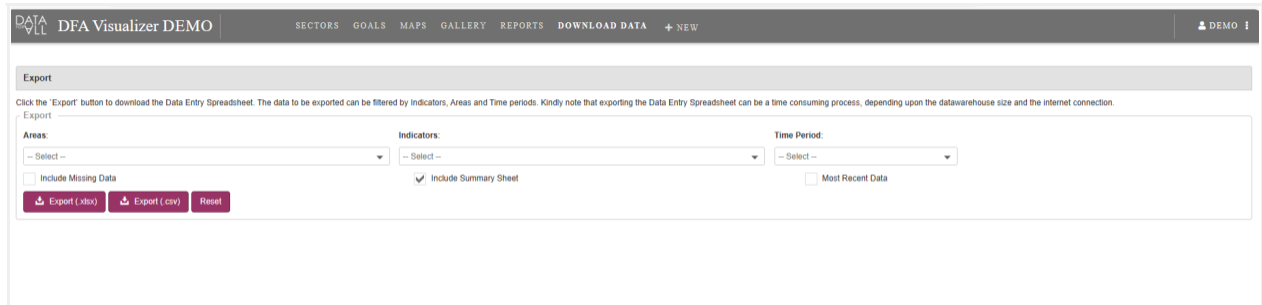 DATA FOR ALL DFA Visualizer DEMO SECTORS GOALS MAPS GALLERY REPORTS DOWNLOAD DATA + NEW DEMO
Export
Click the `Export` button to download the Data Entry Spreadsheet. The data to be exported can be filtered by Indicators, Areas and Time periods. Kindly note that exporting the Data Entry Spreadsheet can be a time consuming process, depending upon the datawarehouse size and the internet connection.
Export
Areas: Indicators: Time Period:
-- Select -- -- Select -- -- Select --
Include Missing Data Include Summary Sheet Most Recent Data
Export (.xlsx) Export (.csv) Reset